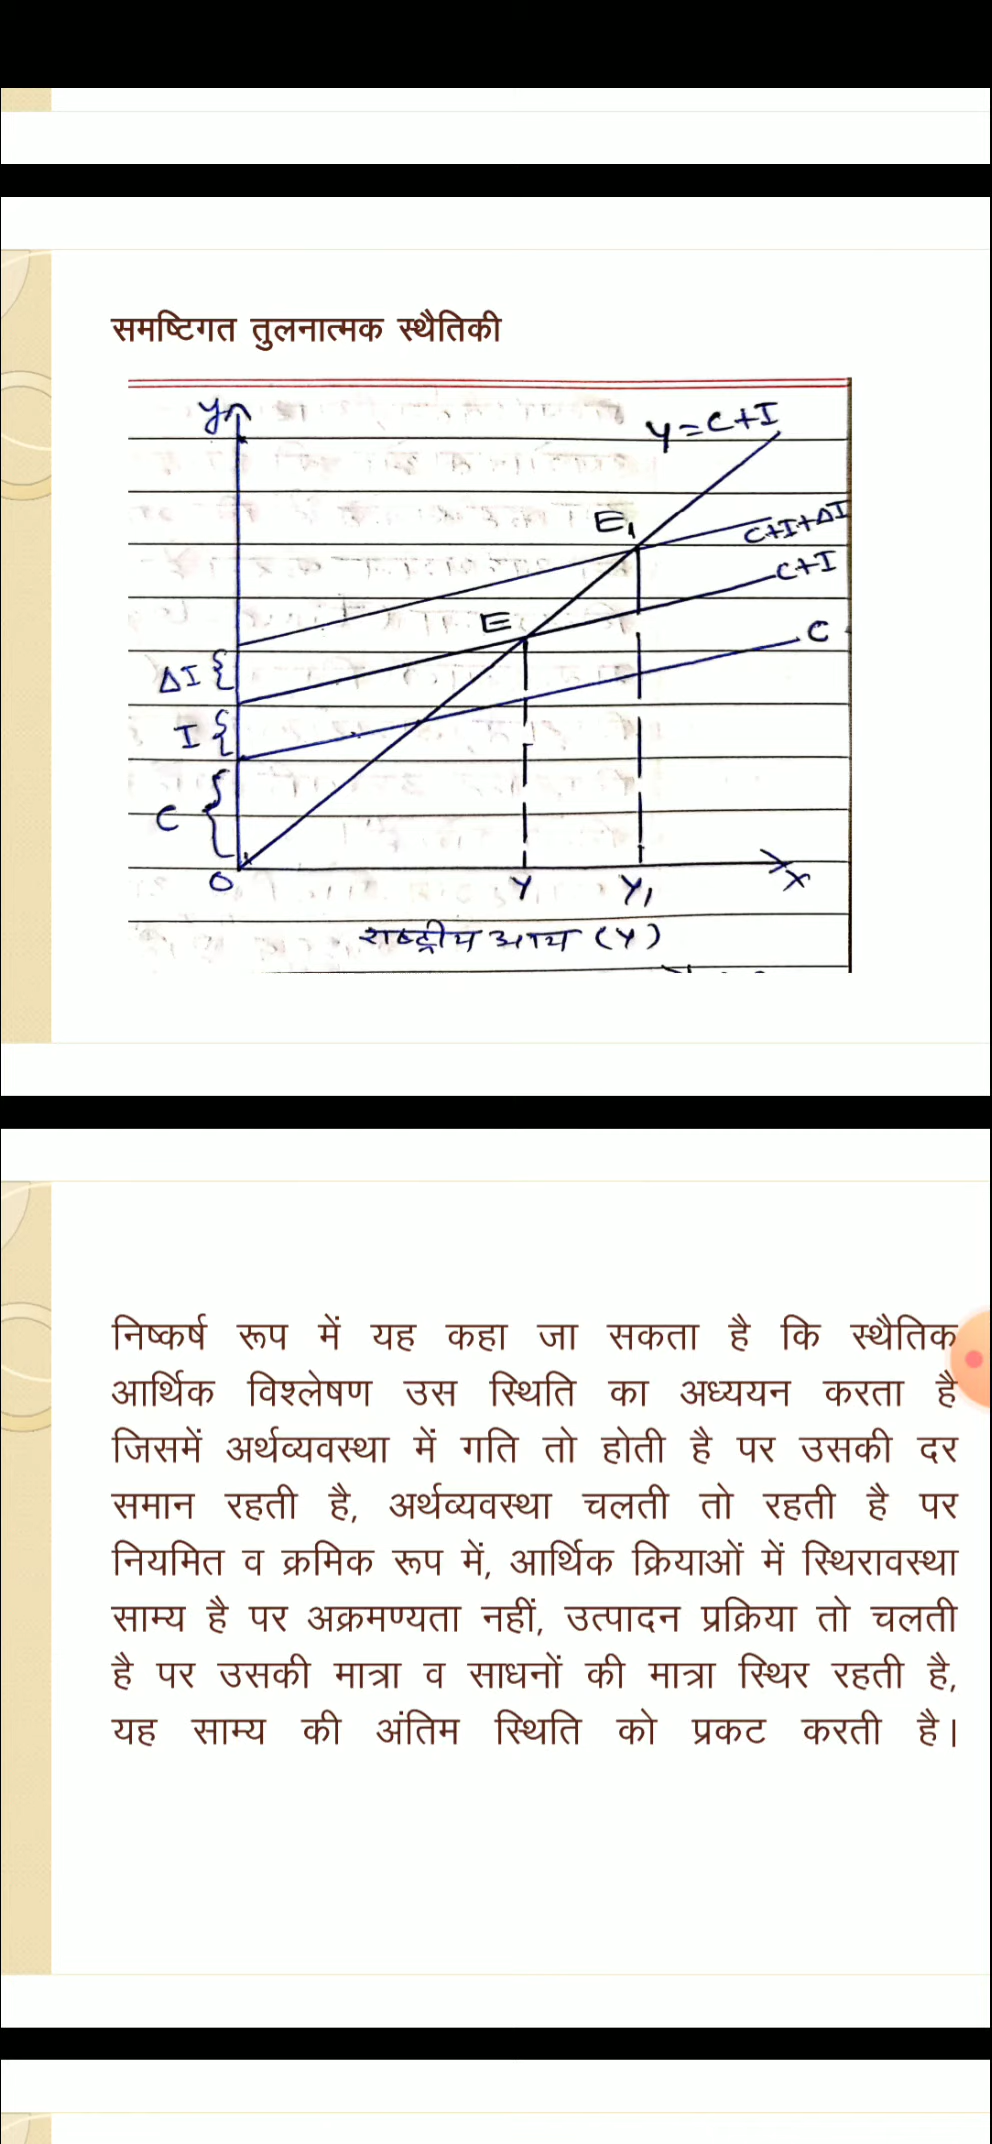 समष्टिगत तुलनात्मक स्थैतिकी
y
Y=C+I
E₁
C+I+ΔI
C+I
E
C
ΔI
I
C
O
Y
Y₁
X
राष्ट्रीय आय (Y)
निष्कर्ष रूप में यह कहा जा सकता है कि स्थैतिक
आर्थिक विश्लेषण उस स्थिति का अध्ययन करता है
जिसमें अर्थव्यवस्था में गति तो होती है पर उसकी दर
समान रहती है, अर्थव्यवस्था चलती तो रहती है पर
नियमित व क्रमिक रूप में, आर्थिक क्रियाओं में स्थिरावस्था
साम्य है पर अक्रमण्यता नहीं, उत्पादन प्रक्रिया तो चलती
है पर उसकी मात्रा व साधनों की मात्रा स्थिर रहती है,
यह साम्य की अंतिम स्थिति को प्रकट करती है।